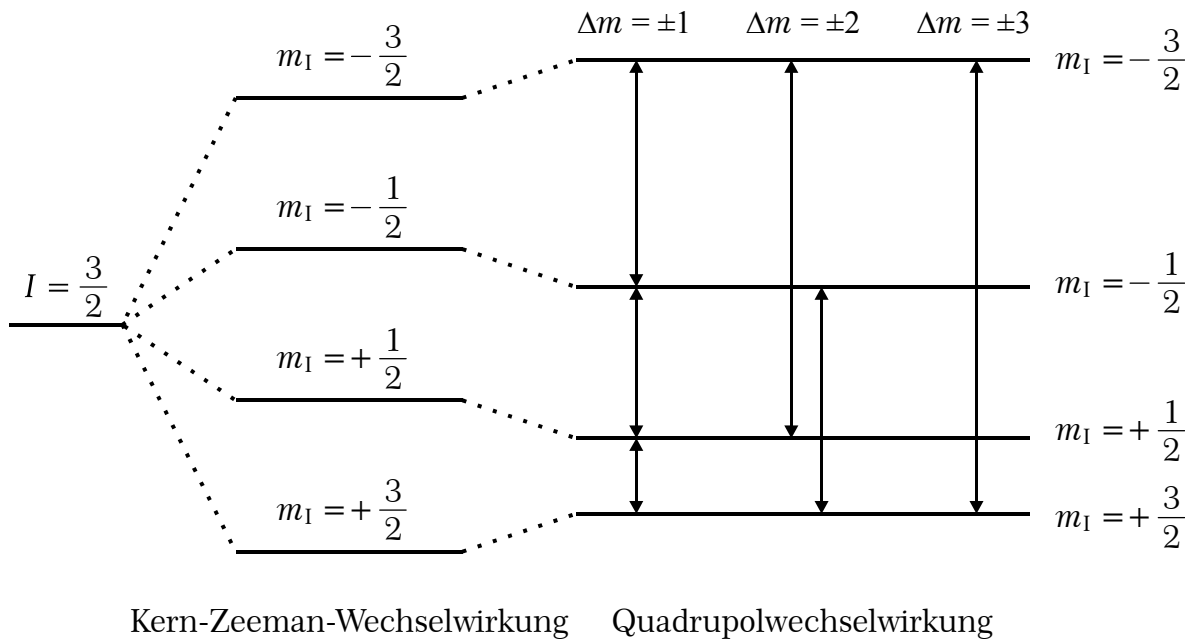 Δm = ±1 Δm = ±2 Δm = ±3
m_I = − 3/2
m_I = − 3/2
m_I = − 1/2
m_I = − 1/2
I = 3/2
m_I = + 1/2
m_I = + 1/2
m_I = + 3/2
m_I = + 3/2
Kern-Zeeman-Wechselwirkung Quadrupolwechselwirkung